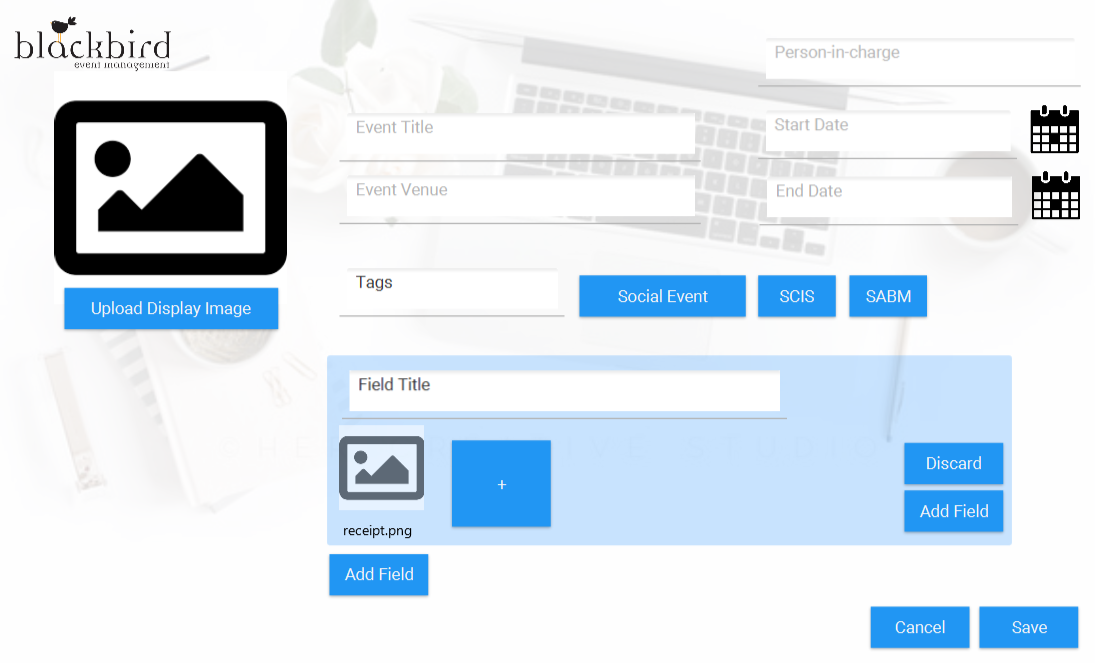 blackbird
event management
Person-in-charge
Event Title
Start Date
Event Venue
End Date
Upload Display Image
Tags
Social Event
SCIS
SABM
Field Title
receipt.png
+
Discard
Add Field
Add Field
Cancel
Save